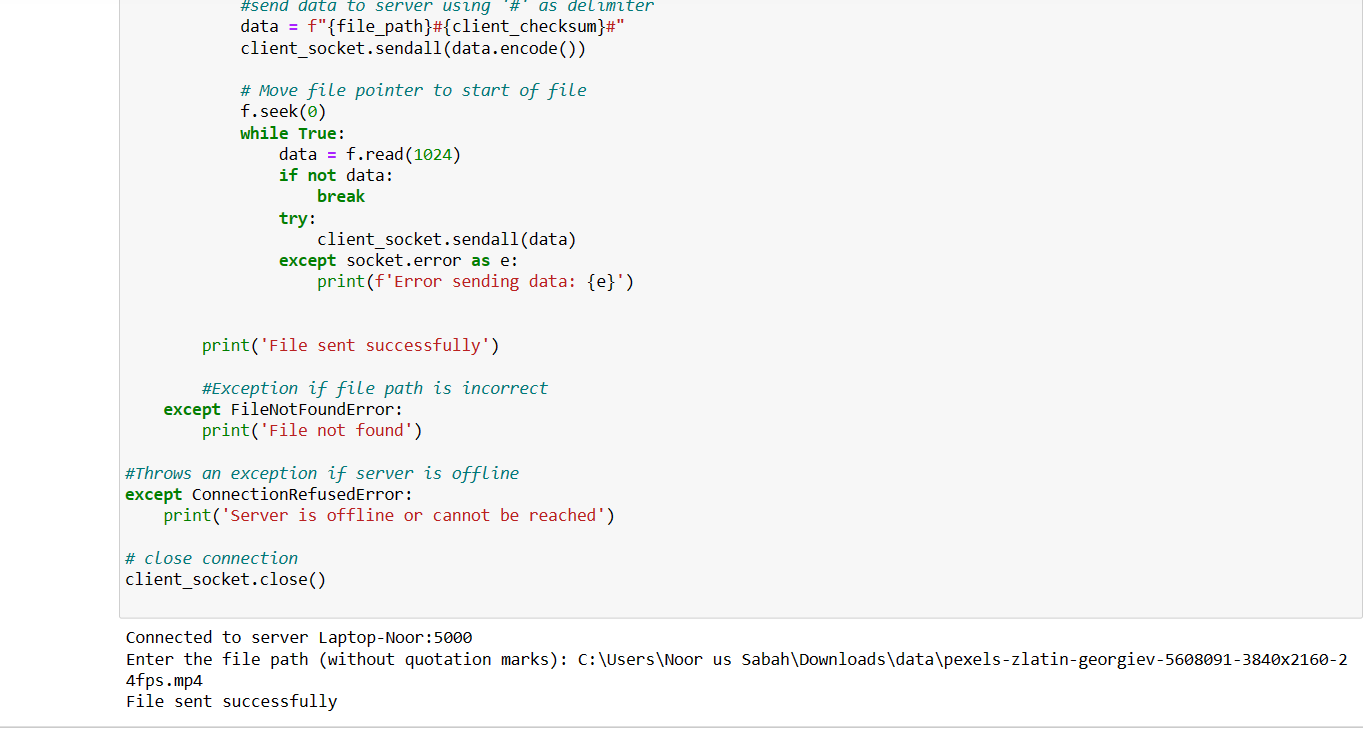 #send data to server using '#' as delimiter
data = f"{file_path}#{client_checksum}#"
client_socket.sendall(data.encode())
# Move file pointer to start of file
f.seek(0)
while True:
data = f.read(1024)
if not data:
break
try:
client_socket.sendall(data)
except socket.error as e:
print(f'Error sending data: {e}')
print('File sent successfully')
#Exception if file path is incorrect
except FileNotFoundError:
print('File not found')
#Throws an exception if server is offline
except ConnectionRefusedError:
print('Server is offline or cannot be reached')
# close connection
client_socket.close()
Connected to server Laptop-Noor:5000
Enter the file path (without quotation marks): C:\Users\Noor us Sabah\Downloads\data\pexels-zlatin-georgiev-5608091-3840x2160-2
4fps.mp4
File sent successfully